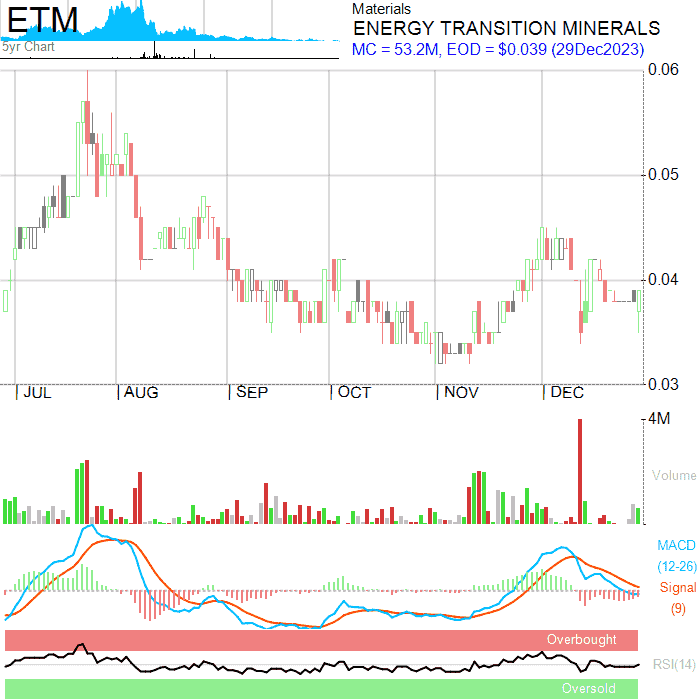 ETM
5yr Chart
Materials
ENERGY TRANSITION MINERALS
MC = 53.2M, EOD = $0.039 (29Dec2023)
0.06
0.05
0.04
0.03
JUL AUG SEP OCT NOV DEC
4M
Volume
MACD
(12-26)
Signal
(9)
Overbought
RSI(14)
Oversold